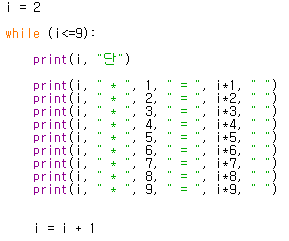 i = 2
while (i<=9):
print(i, "단")
print(i, " * ", 1, " = ", i*1, " ")
print(i, " * ", 2, " = ", i*2, " ")
print(i, " * ", 3, " = ", i*3, " ")
print(i, " * ", 4, " = ", i*4, " ")
print(i, " * ", 5, " = ", i*5, " ")
print(i, " * ", 6, " = ", i*6, " ")
print(i, " * ", 7, " = ", i*7, " ")
print(i, " * ", 8, " = ", i*8, " ")
print(i, " * ", 9, " = ", i*9, " ")
i = i + 1